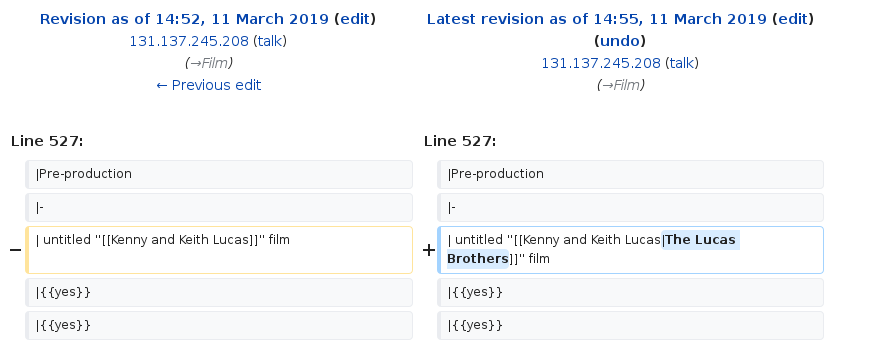 Revision as of 14:52, 11 March 2019 (edit)
131.137.245.208 (talk)
(→Film)
← Previous edit
Latest revision as of 14:55, 11 March 2019 (edit)
(undo)
131.137.245.208 (talk)
(→Film)
Line 527:
Line 527:
|Pre-production
|Pre-production
|-
|-
− | untitled "[[Kenny and Keith Lucas]]" film
+ | untitled "[[Kenny and Keith Lucas|The Lucas
Brothers]]" film
|{{yes}}
|{{yes}}
|{{yes}}
|{{yes}}